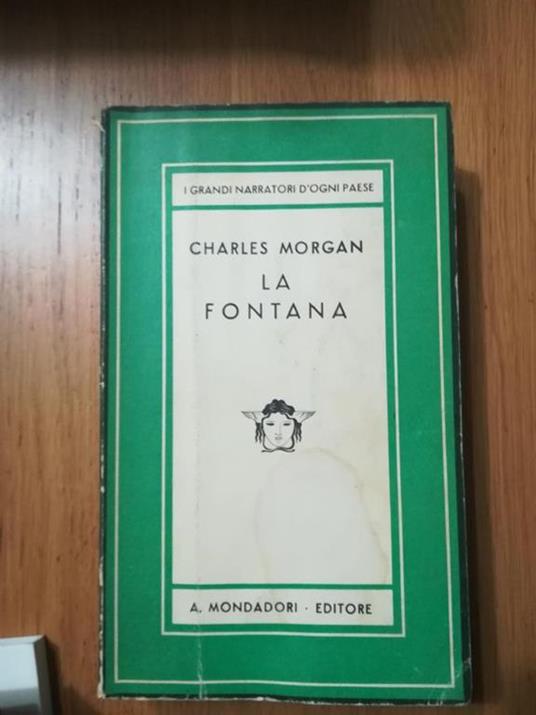 I GRANDI NARRATORI D'OGNI PAESE
CHARLES MORGAN
LA
FONTANA
A. MONDADORI · EDITORE